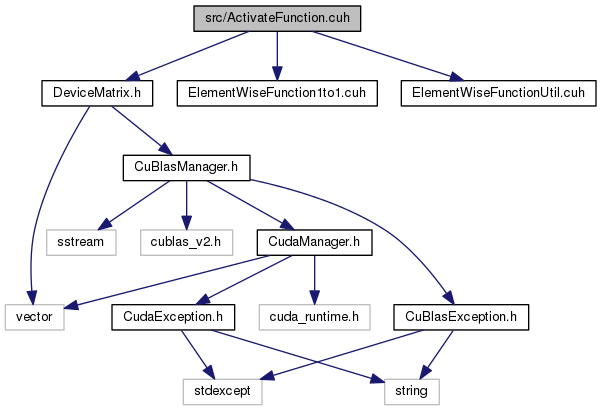 src/ActivateFunction.cuh
DeviceMatrix.h
ElementWiseFunction1to1.cuh
ElementWiseFunctionUtil.cuh
CuBlasManager.h
sstream
cublas_v2.h
CudaManager.h
vector
CudaException.h
cuda_runtime.h
CuBlasException.h
stdexcept
string